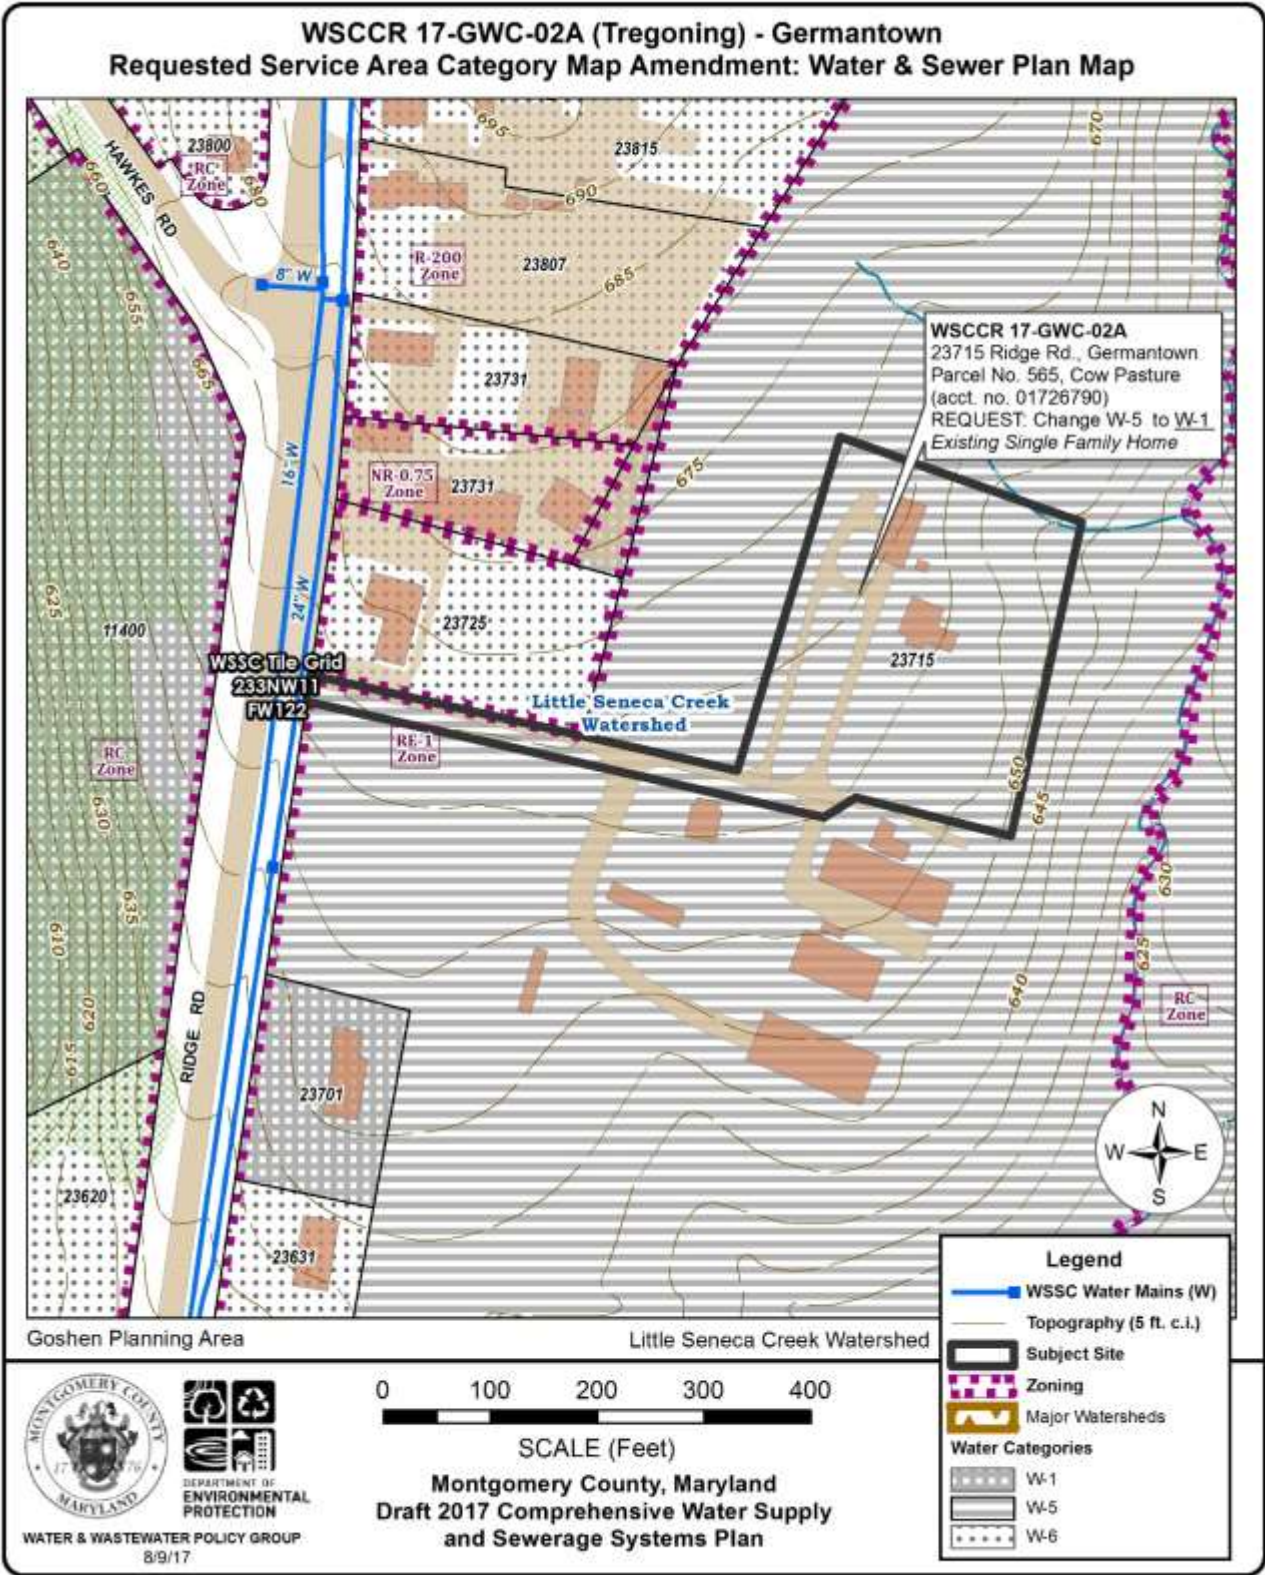 WSCCR 17-GWC-02A (Tregoning) - Germantown
Requested Service Area Category Map Amendment: Water & Sewer Plan Map
HAWKES RD
23800
RC
Zone
680
660
695
23815
690
670
640
655
665
8" W
R-200
Zone
23807
685
WSCCR 17-GWC-02A
23715 Ridge Rd., Germantown
Parcel No. 565, Cow Pasture
(acct. no. 01726790)
REQUEST: Change W-5 to W-1
Existing Single Family Home
23731
16" W
NR-0.75
Zone
23731
675
24" W
625
11400
23725
23715
WSSC Tile Grid
233NW11
FW122
Little Seneca Creek
Watershed
RE-1
Zone
RC
Zone
650
645
630
635
630
610
625
620
640
RC
Zone
615
RIDGE RD
23701
23620
23631
N
W E
S
Goshen Planning Area
Little Seneca Creek Watershed
Legend
WSSC Water Mains (W)
Topography (5 ft. c.i.)
Subject Site
Zoning
Major Watersheds
Water Categories
W-1
W-5
W-6
MONTGOMERY COUNTY
17 76
MARYLAND
DEPARTMENT OF
ENVIRONMENTAL
PROTECTION
WATER & WASTEWATER POLICY GROUP
8/9/17
0 100 200 300 400
SCALE (Feet)
Montgomery County, Maryland
Draft 2017 Comprehensive Water Supply
and Sewerage Systems Plan